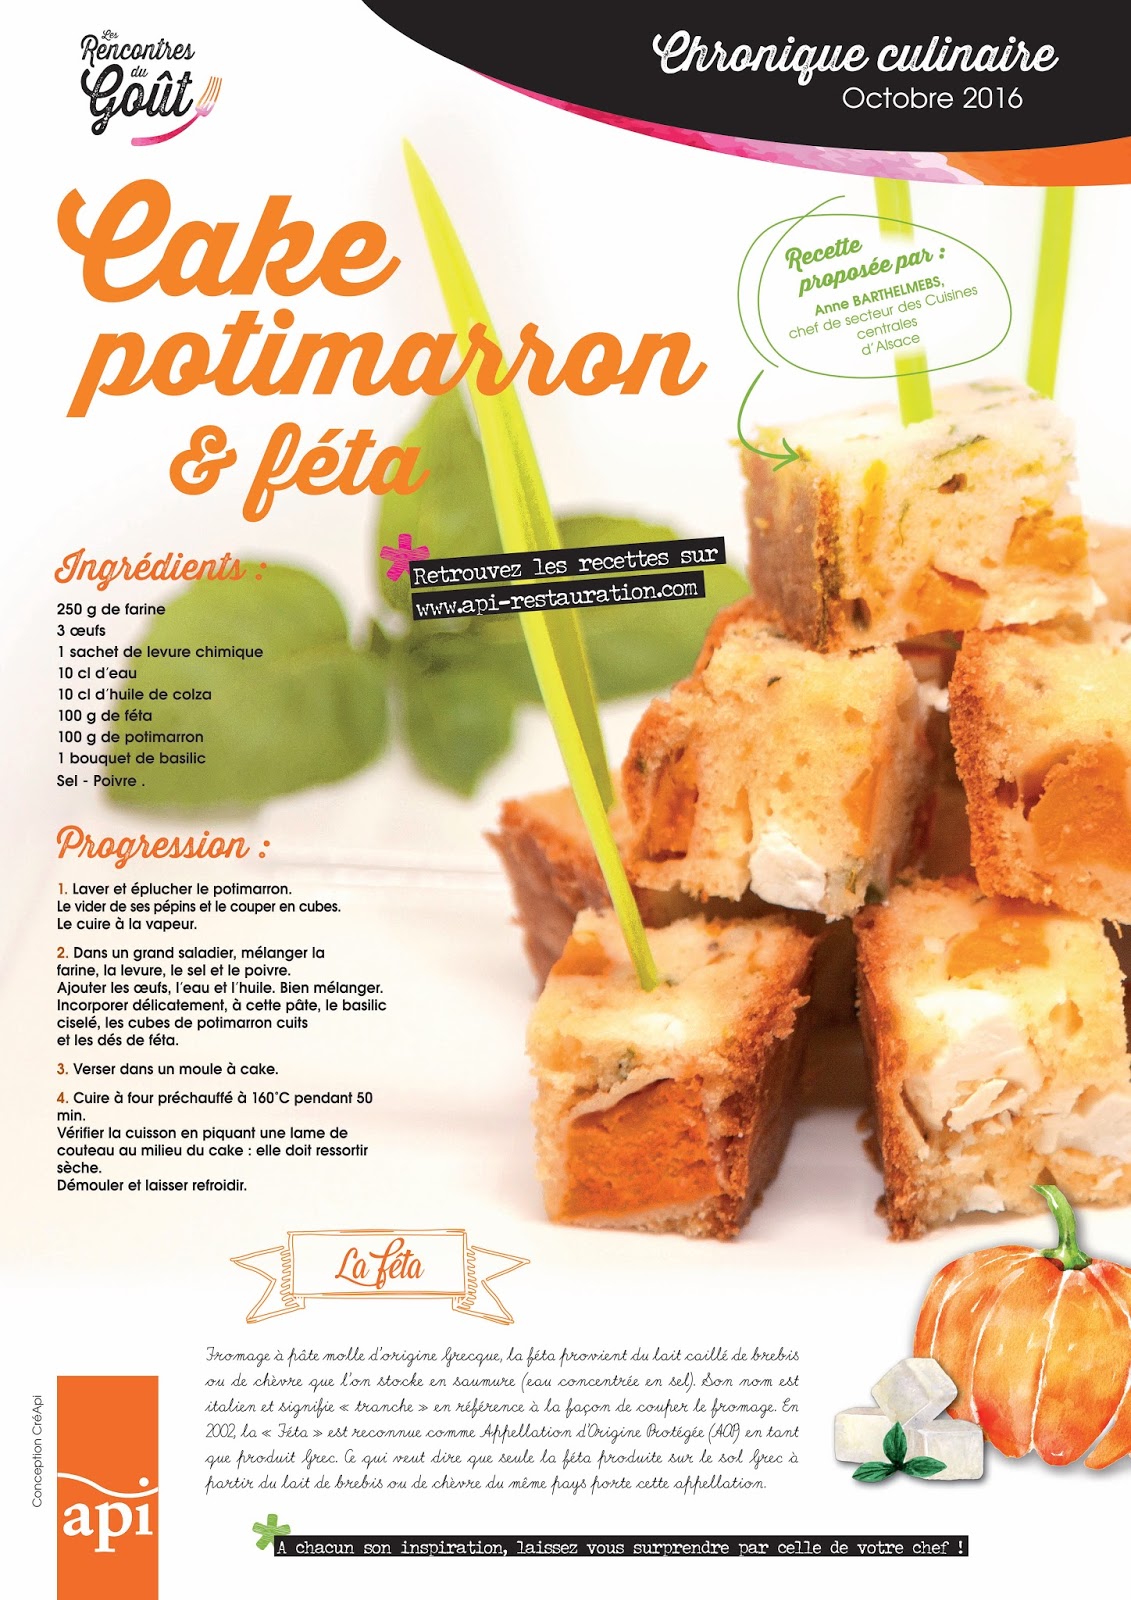 Les
Rencontres
du
Goût
Chronique culinaire
Octobre 2016
Cake
potimarron
& féta
Recette
proposée par :
Anne BARTHELMEBS,
chef de secteur des Cuisines
centrales
d'Alsace
Retrouvez les recettes sur
www.api-restauration.com
Ingrédients :
250 g de farine
3 œufs
1 sachet de levure chimique
10 cl d'eau
10 cl d'huile de colza
100 g de féta
100 g de potimarron
1 bouquet de basilic
Sel - Poivre .
Progression :
1. Laver et éplucher le potimarron.
Le vider de ses pépins et le couper en cubes.
Le cuire à la vapeur.
2. Dans un grand saladier, mélanger la
farine, la levure, le sel et le poivre.
Ajouter les œufs, l'eau et l'huile. Bien mélanger.
Incorporer délicatement, à cette pâte, le basilic
ciselé, les cubes de potimarron cuits
et les dés de féta.
3. Verser dans un moule à cake.
4. Cuire à four préchauffé à 160°C pendant 50
min.
Vérifier la cuisson en piquant une lame de
couteau au milieu du cake : elle doit ressortir
sèche.
Démouler et laisser refroidir.
La féta
Fromage à pâte molle d'origine Grecque, la féta provient du lait caillé de brebis
ou de chèvre que l'on stocke en saumure (eau concentrée en sel). Son nom est
italien et signifie « tranche » en référence à la façon de couper le fromage. En
2002, la « Féta » est reconnue comme Appellation d'Origine Protégée (AOP) en tant
que produit Grec. Ce qui veut dire que seule la féta produite sur le sol Grec à
partir du lait de brebis ou de chèvre du même pays porte cette appellation.
Conception CréApi
api
A chacun son inspiration, laissez vous surprendre par celle de votre chef !